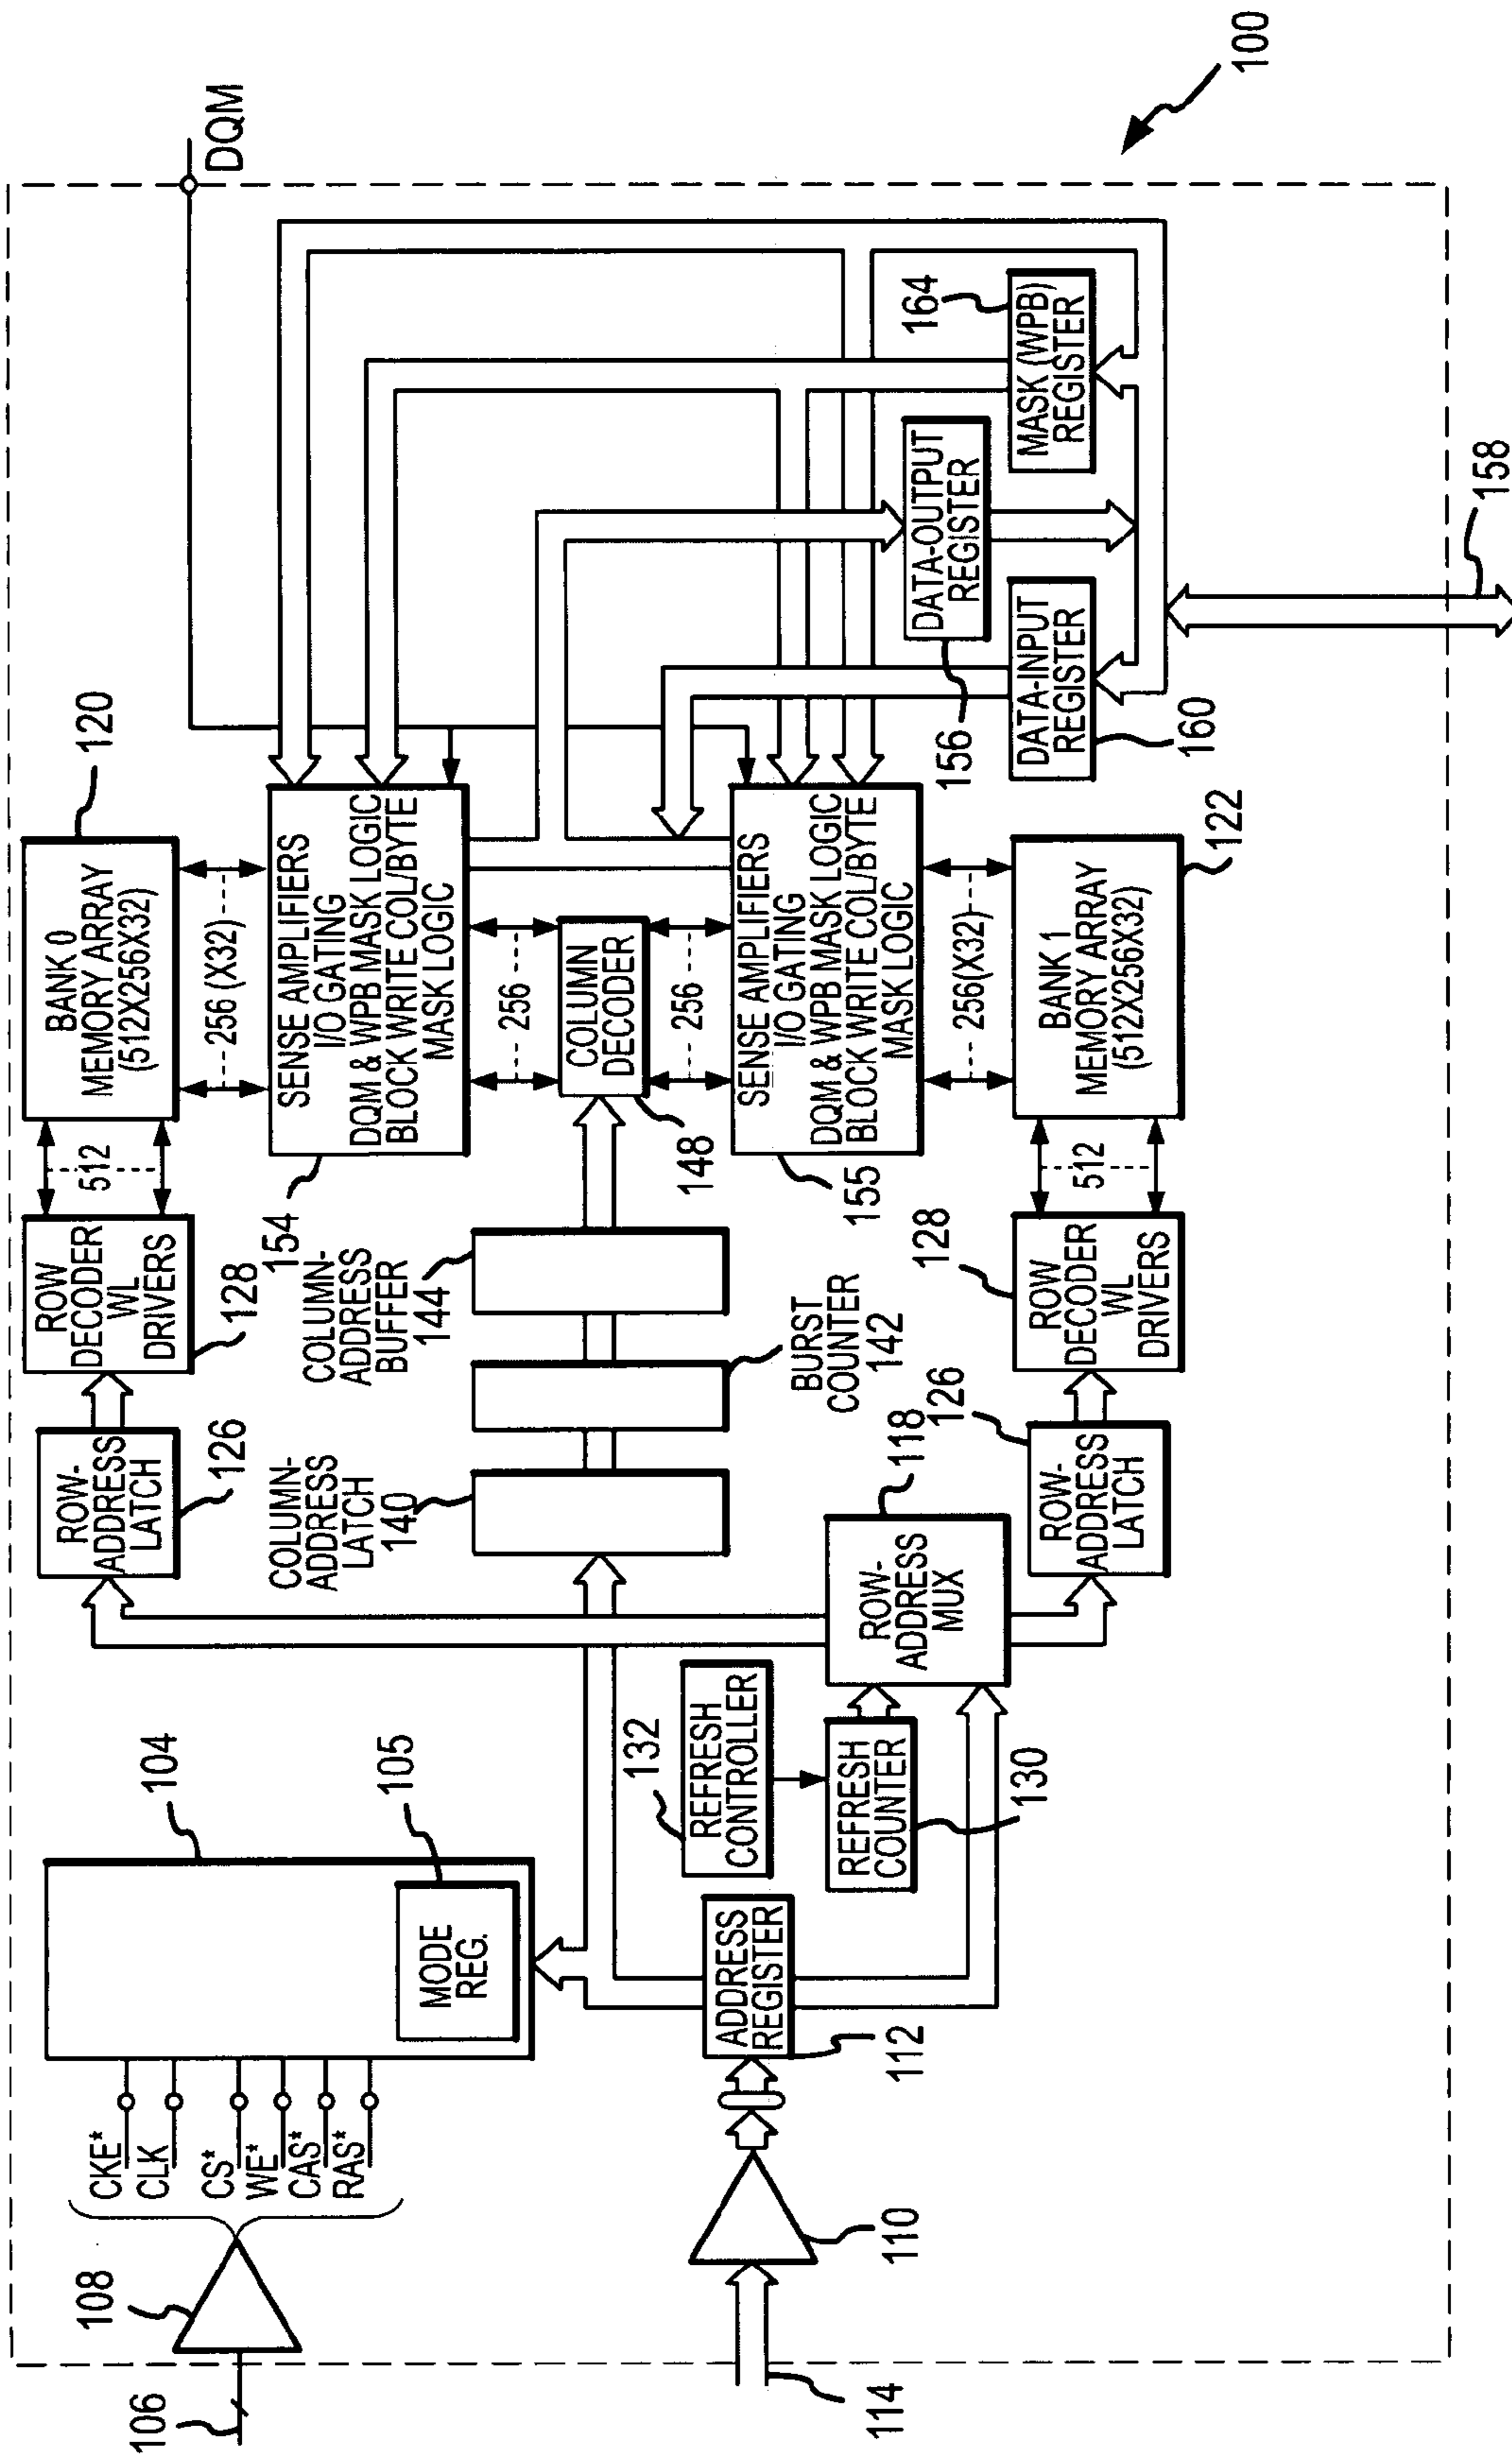 106
108
CKE*
CLK
CS*
WE*
CAS*
RAS*
104
MODE
REG.
105
114
110
ADDRESS
REGISTER
112
REFRESH
CONTROLLER
132
REFRESH
COUNTER
130
ROW-
ADDRESS
MUX
118
ROW-
ADDRESS
LATCH
126
ROW
DECODER
WL
DRIVERS
128
512
BANK 0
MEMORY ARRAY
(512X256X32)
120
256 (X32)
SENSE AMPLIFIERS
I/O GATING
DQM & WPB MASK LOGIC
BLOCK WRITE COL/BYTE
MASK LOGIC
154
COLUMN-
ADDRESS
LATCH
140
BURST
COUNTER
142
COLUMN-
ADDRESS
BUFFER
144
256
COLUMN
DECODER
148
256
SENSE AMPLIFIERS
I/O GATING
DQM & WPB MASK LOGIC
BLOCK WRITE COL/BYTE
MASK LOGIC
155
256(X32)
ROW-
ADDRESS
LATCH
126
ROW
DECODER
WL
DRIVERS
128
512
BANK 1
MEMORY ARRAY
(512X256X32)
122
DATA-INPUT
REGISTER
160
DATA-OUTPUT
REGISTER
156
MASK (WPB)
REGISTER
164
DQM
158
100